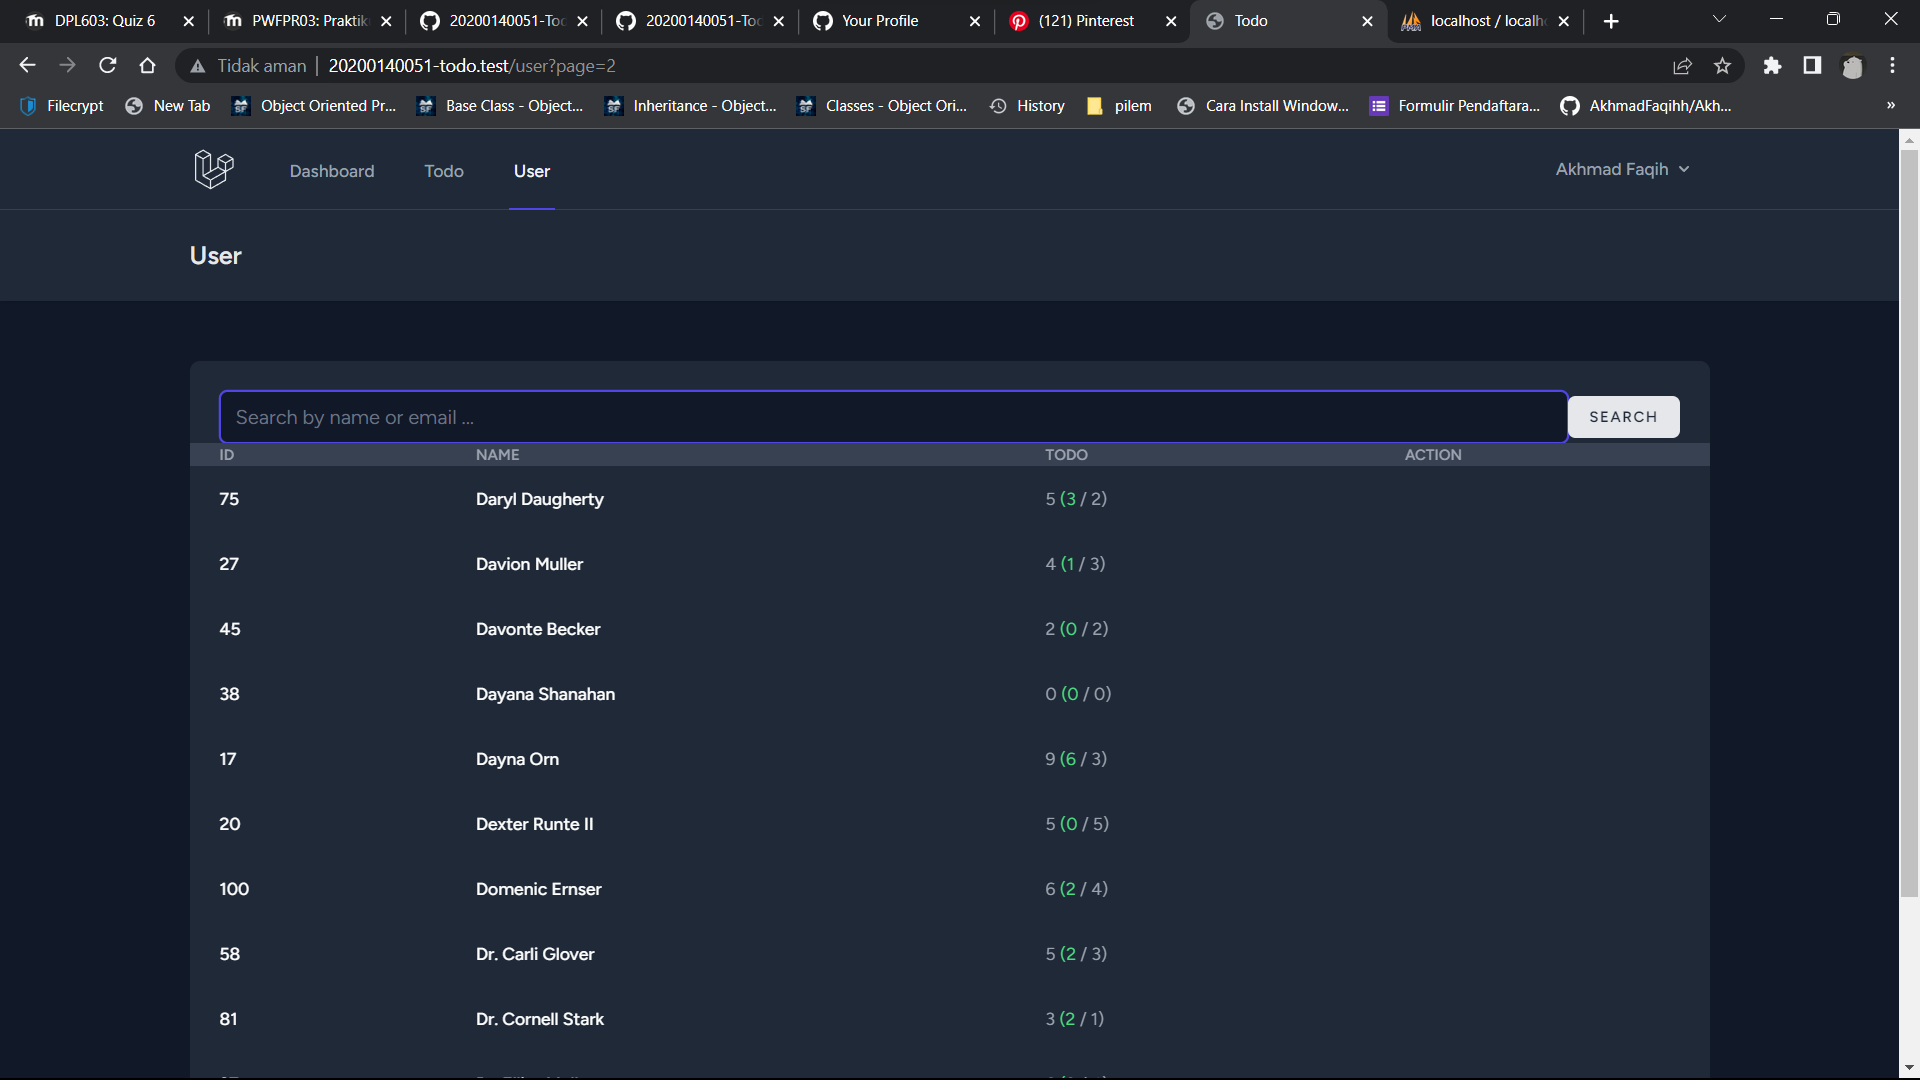 DPL603: Quiz 6
PWFPR03: Praktik
20200140051-Too
20200140051-Too
Your Profile
(121) Pinterest
Todo
localhost / localh
Tidak aman
20200140051-todo.test/user?page=2
Filecrypt
New Tab
Object Oriented Pr...
Base Class - Object...
Inheritance - Object...
Classes - Object Ori...
History
pilem
Cara Install Window...
Formulir Pendaftara...
AkhmadFaqihh/Akh...
»
Dashboard
Todo
User
Akhmad Faqih
User
Search by name or email ...
SEARCH
ID NAME TODO ACTION
75 Daryl Daugherty 5 (3 / 2)
27 Davion Muller 4 (1 / 3)
45 Davonte Becker 2 (0 / 2)
38 Dayana Shanahan 0 (0 / 0)
17 Dayna Orn 9 (6 / 3)
20 Dexter Runte II 5 (0 / 5)
100 Domenic Ernser 6 (2 / 4)
58 Dr. Carli Glover 5 (2 / 3)
81 Dr. Cornell Stark 3 (2 / 1)